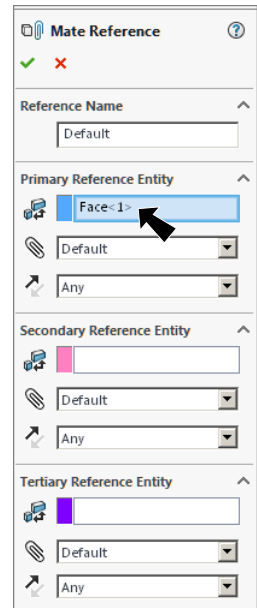 Mate Reference
Reference Name
Default
Primary Reference Entity
Face<1>
Default
Any
Secondary Reference Entity
Default
Any
Tertiary Reference Entity
Default
Any